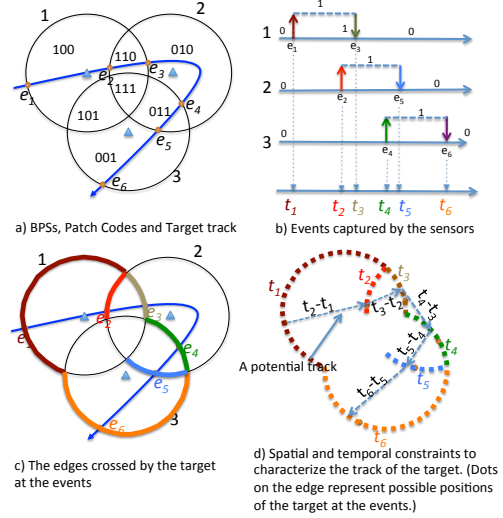 1
2
100
110
010
e1
e2
e3
111
101
011
e4
e5
001
e6
3
a) BPSs, Patch Codes and Target track
1
0
1
0
0
e1
e3
2
0
1
0
e2
e5
3
0
1
0
e4
e6
t1
t2
t3
t4
t5
t6
b) Events captured by the sensors
1
2
e1
e2
e3
e4
e5
e6
3
c) The edges crossed by the target
at the events
t1
t2
t3
t2-t1
t3-t2
t4-t3
t4
t5-t4
t5
A potential track
t6-t5
t6
d) Spatial and temporal constraints to
characterize the track of the target. (Dots
on the edge represent possible positions
of the target at the events.)